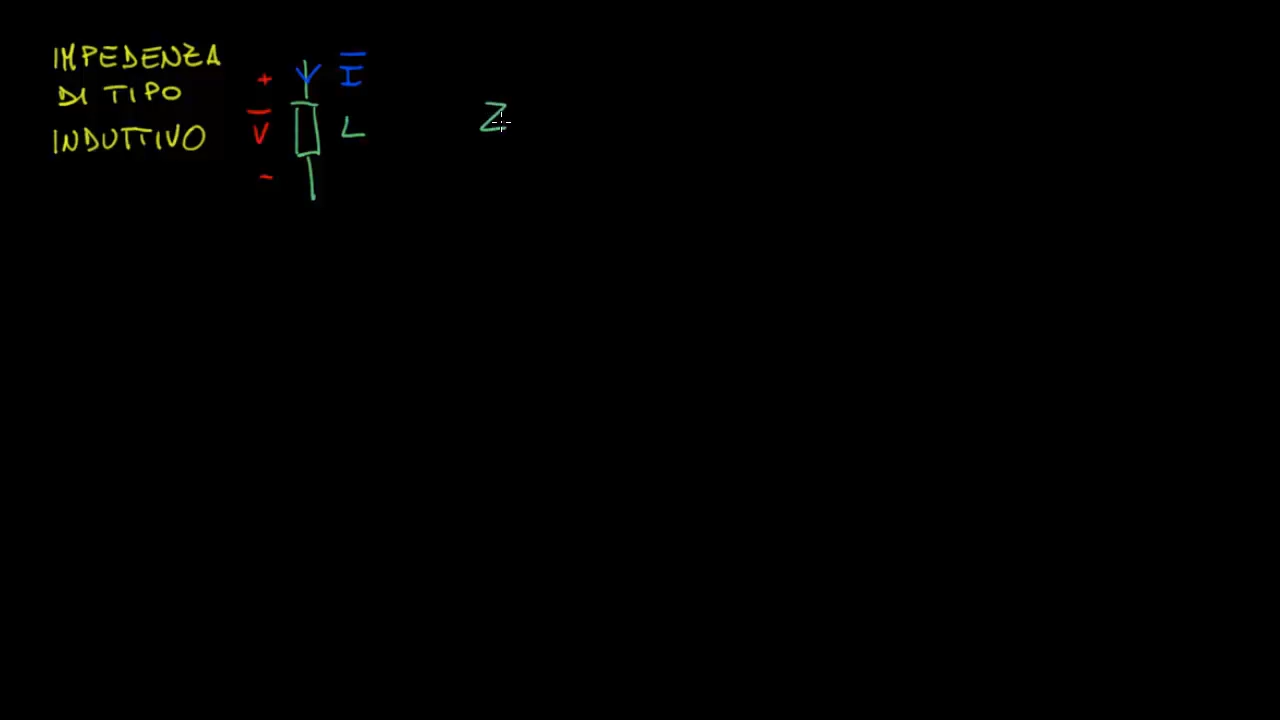 IMPEDENZA
DI TIPO
INDUTTIVO
+
V̅
-
I̅
L
Z